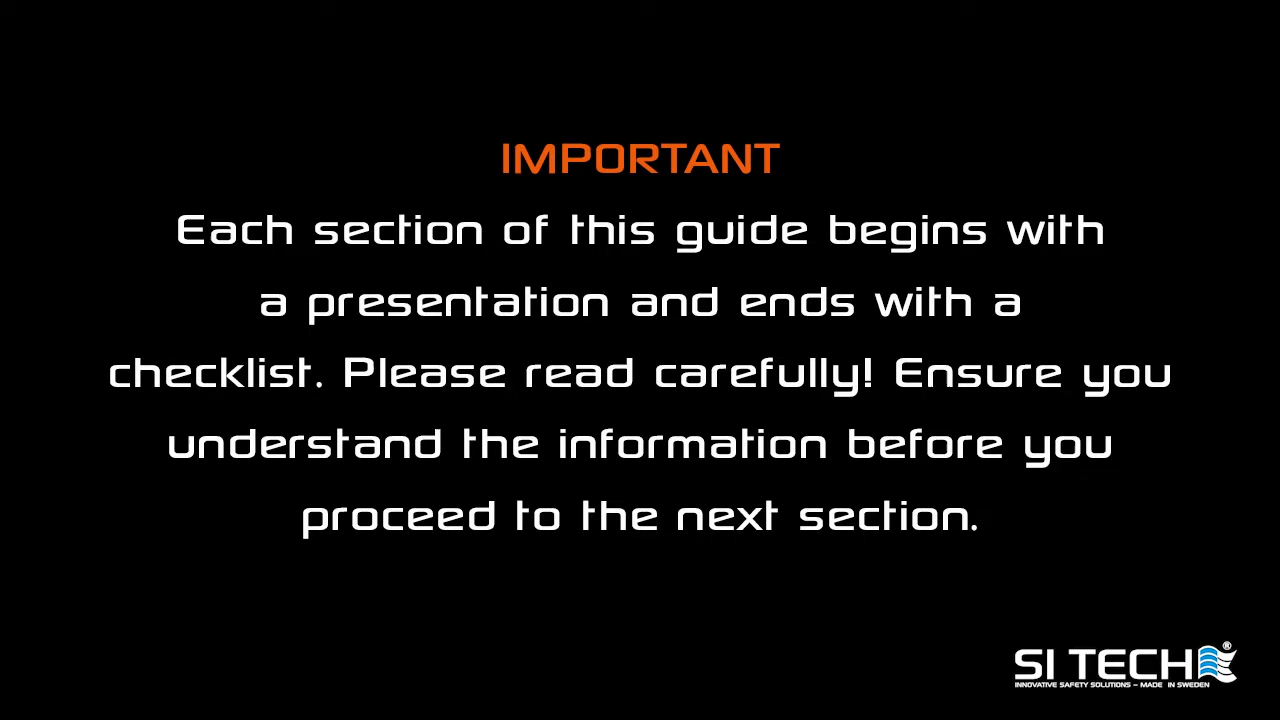 IMPORTANT
Each section of this guide begins with
a presentation and ends with a
checklist. Please read carefully! Ensure you
understand the information before you
proceed to the next section.
SI TECH®
INNOVATIVE SAFETY SOLUTIONS – MADE IN SWEDEN